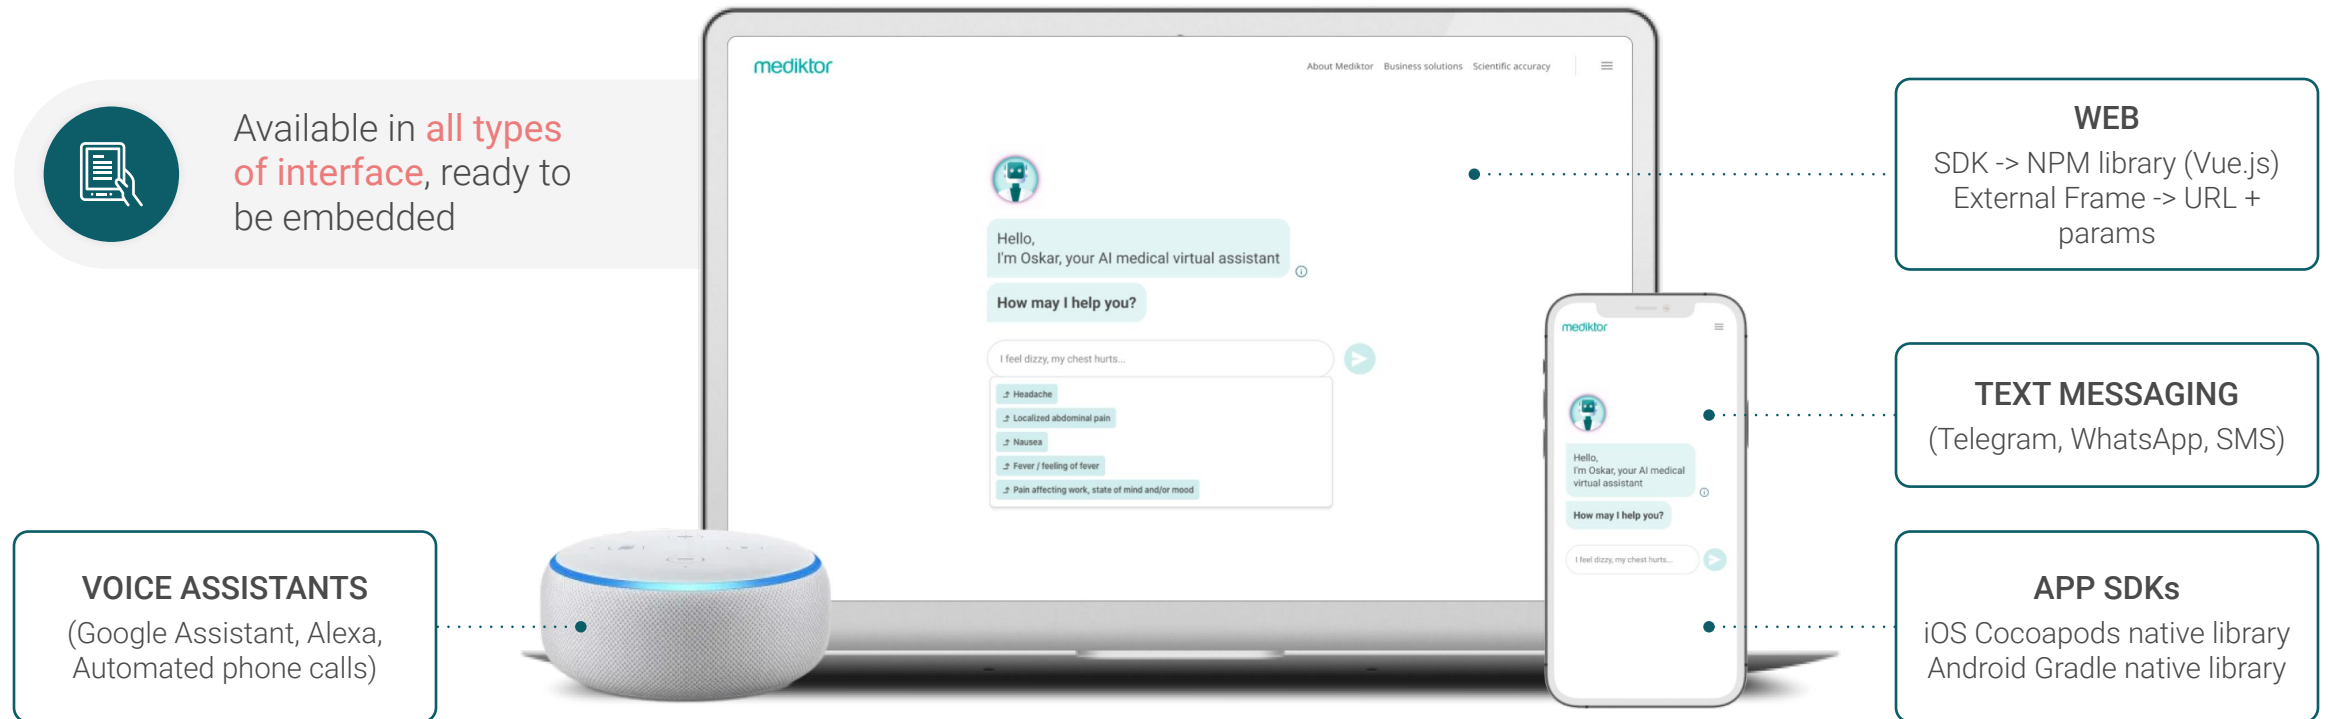 Available in all types
of interface, ready to
be embedded
mediktor
About Mediktor Business solutions Scientific accuracy
Hello,
I'm Oskar, your AI medical virtual assistant
How may I help you?
I feel dizzy, my chest hurts...
Headache
Localized abdominal pain
Nausea
Fever / feeling of fever
Pain affecting work, state of mind and/or mood
mediktor
Hello,
I'm Oskar, your AI medical
virtual assistant
How may I help you?
I feel dizzy, my chest hurts...
WEB
SDK -> NPM library (Vue.js)
External Frame -> URL +
params
TEXT MESSAGING
(Telegram, WhatsApp, SMS)
APP SDKs
iOS Cocoapods native library
Android Gradle native library
VOICE ASSISTANTS
(Google Assistant, Alexa,
Automated phone calls)